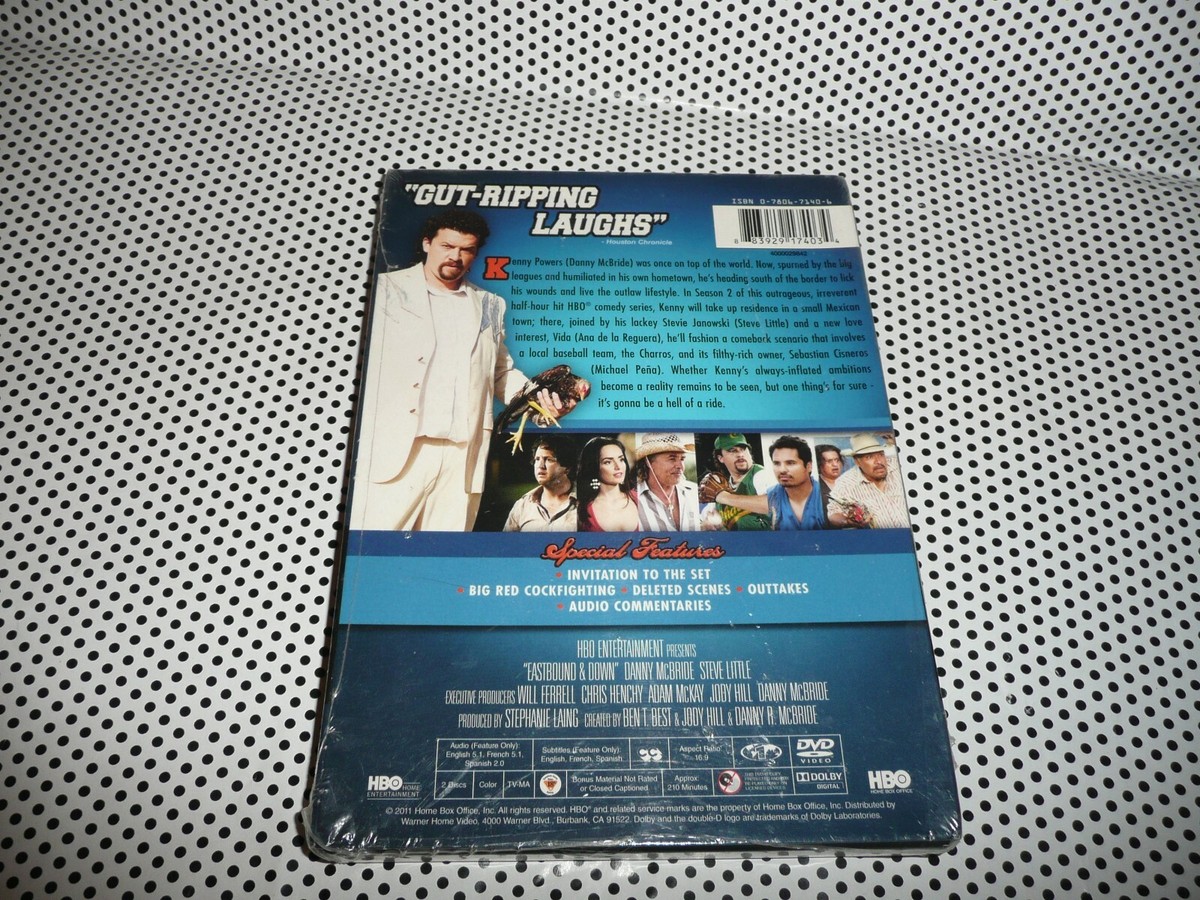 "GUT-RIPPING
LAUGHS"
- Houston Chronicle
ISBN 0-7806-7140-6
8 83929 17403 4
Kenny Powers (Danny McBride) was once on top of the world. Now, spurned by the big
leagues and humiliated in his own hometown, he's heading south of the border to lick
his wounds and live the outlaw lifestyle. In Season 2 of this outrageous, irreverent
half-hour hit HBO® comedy series, Kenny will take up residence in a small Mexican
town; there, joined by his lackey Stevie Janowski (Steve Little) and a new love
interest, Vida (Ana de la Reguera), he'll fashion a comeback scenario that involves
a local baseball team, the Charros, and its filthy-rich owner, Sebastian Cisneros
(Michael Peña). Whether Kenny's always-inflated ambitions
become a reality remains to be seen, but one thing's for sure -
it's gonna be a hell of a ride.
Special Features
• INVITATION TO THE SET
• BIG RED COCKFIGHTING • DELETED SCENES • OUTTAKES
• AUDIO COMMENTARIES
HBO ENTERTAINMENT PRESENTS
"EASTBOUND & DOWN" DANNY McBRIDE STEVE LITTLE
EXECUTIVE PRODUCERS WILL FERRELL CHRIS HENCHY ADAM McKAY JODY HILL DANNY McBRIDE
PRODUCED BY STEPHANIE LAING CREATED BY BEN T. BEST & JODY HILL & DANNY R. McBRIDE
Audio (Feature Only):
English 5.1, French 5.1,
Spanish 2.0
Subtitles (Feature Only):
English, French, Spanish
Aspect Ratio
16:9
DVD
VIDEO
HBO HOME
ENTERTAINMENT
2 Discs
Color
TV-MA
Bonus Material Not Rated
or Closed Captioned
Approx.
210 Minutes
DOLBY
DIGITAL
HBO
HOME BOX OFFICE
© 2011 Home Box Office, Inc. All rights reserved. HBO® and related service marks are the property of Home Box Office, Inc. Distributed by
Warner Home Video, 4000 Warner Blvd., Burbank, CA 91522. Dolby and the double-D logo are trademarks of Dolby Laboratories.